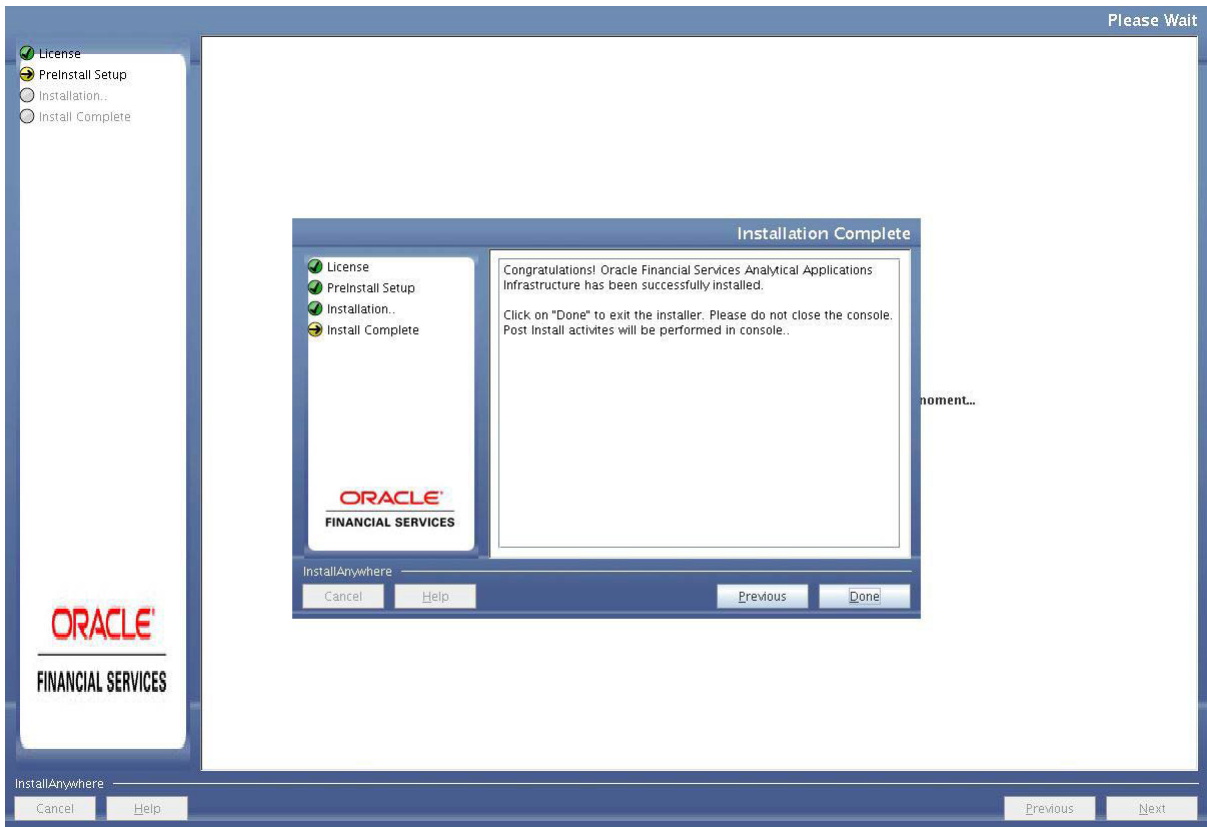 Please Wait
License
PreInstall Setup
Installation..
Install Complete
Installation Complete
License
PreInstall Setup
Installation..
Install Complete
Congratulations! Oracle Financial Services Analytical Applications
Infrastructure has been successfully installed.
Click on "Done" to exit the installer. Please do not close the console.
Post Install activites will be performed in console..
ORACLE
FINANCIAL SERVICES
InstallAnywhere
Cancel
Help
Previous
Done
ORACLE
FINANCIAL SERVICES
InstallAnywhere
Cancel
Help
Previous
Next